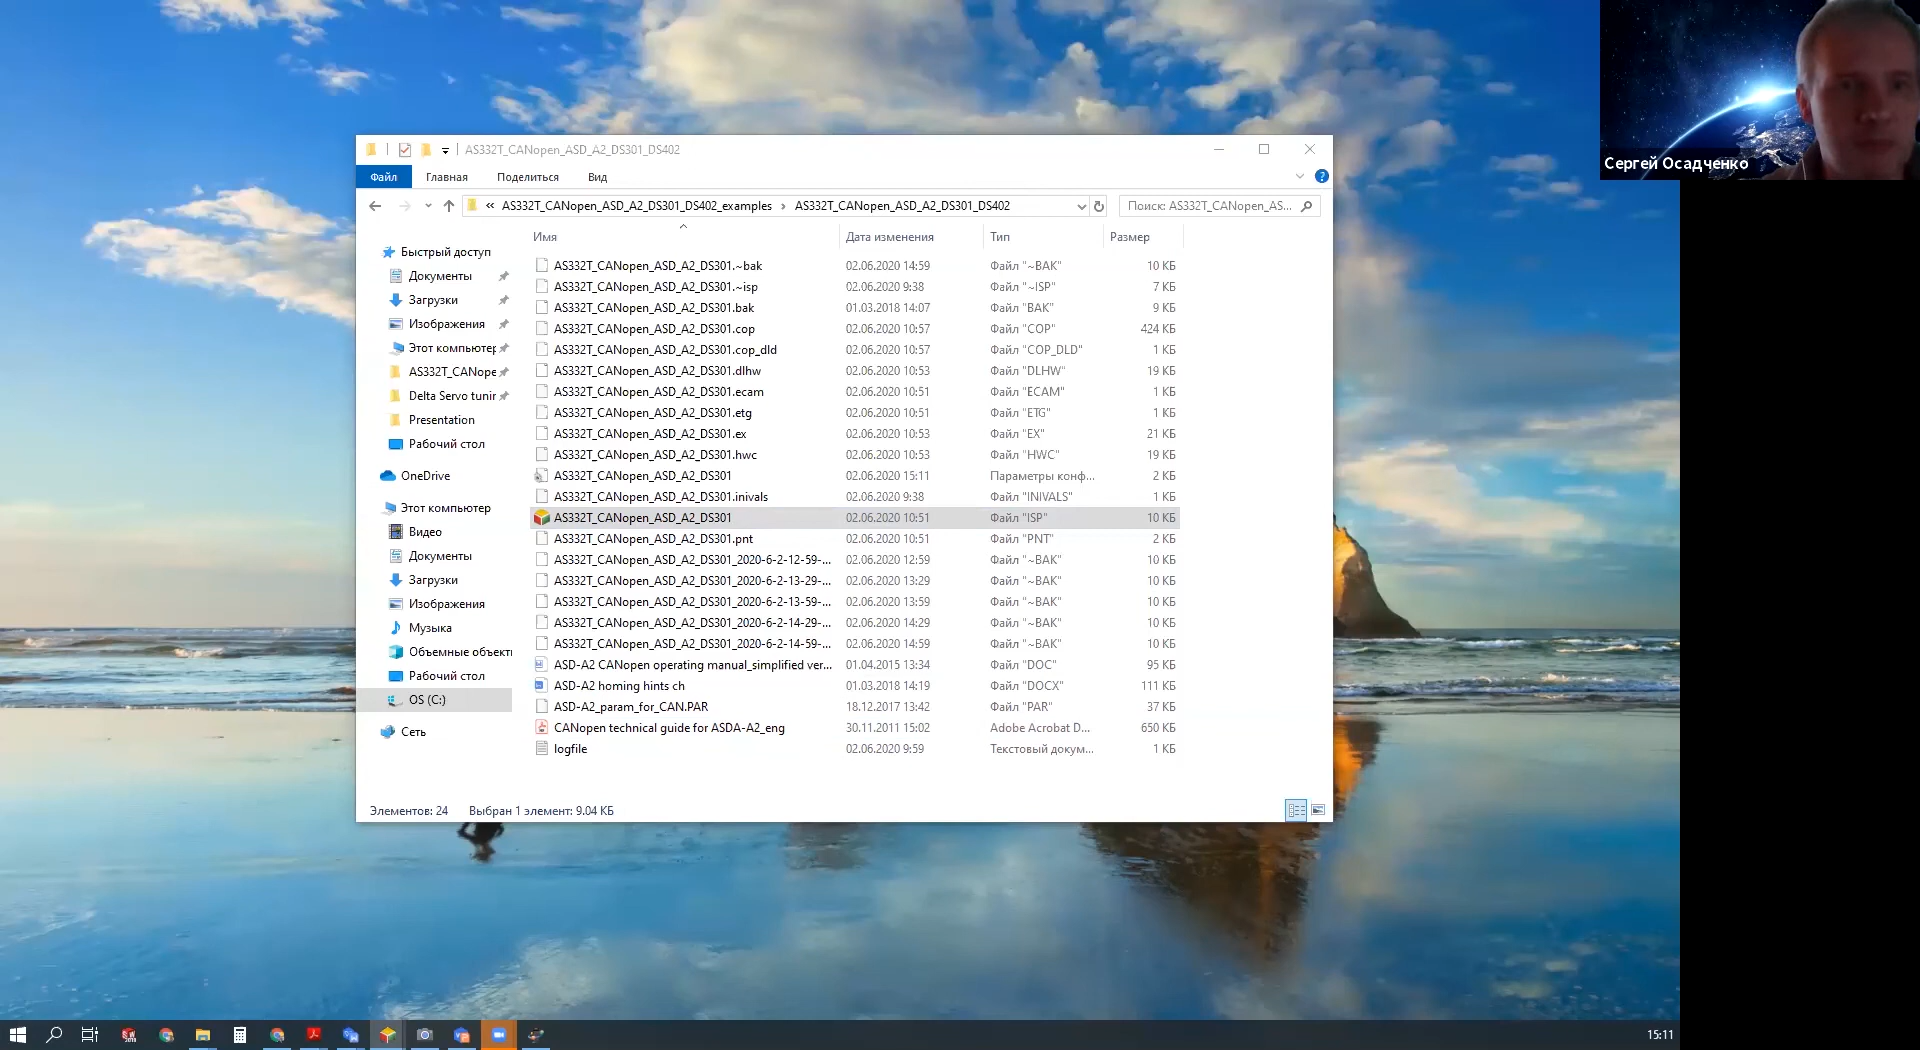 AS332T_CANopen_ASD_A2_DS301_DS402
Файл Главная Поделиться Вид
« AS332T_CANopen_ASD_A2_DS301_DS402_examples › AS332T_CANopen_ASD_A2_DS301_DS402
Поиск: AS332T_CANopen_AS...
Имя Дата изменения Тип Размер
Быстрый доступ
Документы
Загрузки
Изображения
Этот компьютер
AS332T_CANope
Delta Servo tunir
Presentation
Рабочий стол
OneDrive
Этот компьютер
Видео
Документы
Загрузки
Изображения
Музыка
Объемные объект
Рабочий стол
OS (C:)
Сеть
AS332T_CANopen_ASD_A2_DS301.~bak 02.06.2020 14:59 Файл "~BAK" 10 КБ
AS332T_CANopen_ASD_A2_DS301.~isp 02.06.2020 9:38 Файл "~ISP" 7 КБ
AS332T_CANopen_ASD_A2_DS301.bak 01.03.2018 14:07 Файл "BAK" 9 КБ
AS332T_CANopen_ASD_A2_DS301.cop 02.06.2020 10:57 Файл "COP" 424 КБ
AS332T_CANopen_ASD_A2_DS301.cop_dld 02.06.2020 10:57 Файл "COP_DLD" 1 КБ
AS332T_CANopen_ASD_A2_DS301.dlhw 02.06.2020 10:53 Файл "DLHW" 19 КБ
AS332T_CANopen_ASD_A2_DS301.ecam 02.06.2020 10:51 Файл "ECAM" 1 КБ
AS332T_CANopen_ASD_A2_DS301.etg 02.06.2020 10:51 Файл "ETG" 1 КБ
AS332T_CANopen_ASD_A2_DS301.ex 02.06.2020 10:53 Файл "EX" 21 КБ
AS332T_CANopen_ASD_A2_DS301.hwc 02.06.2020 10:53 Файл "HWC" 19 КБ
AS332T_CANopen_ASD_A2_DS301 02.06.2020 15:11 Параметры конф... 2 КБ
AS332T_CANopen_ASD_A2_DS301.inivals 02.06.2020 9:38 Файл "INIVALS" 1 КБ
AS332T_CANopen_ASD_A2_DS301 02.06.2020 10:51 Файл "ISP" 10 КБ
AS332T_CANopen_ASD_A2_DS301.pnt 02.06.2020 10:51 Файл "PNT" 2 КБ
AS332T_CANopen_ASD_A2_DS301_2020-6-2-12-59-... 02.06.2020 12:59 Файл "~BAK" 10 КБ
AS332T_CANopen_ASD_A2_DS301_2020-6-2-13-29-... 02.06.2020 13:29 Файл "~BAK" 10 КБ
AS332T_CANopen_ASD_A2_DS301_2020-6-2-13-59-... 02.06.2020 13:59 Файл "~BAK" 10 КБ
AS332T_CANopen_ASD_A2_DS301_2020-6-2-14-29-... 02.06.2020 14:29 Файл "~BAK" 10 КБ
AS332T_CANopen_ASD_A2_DS301_2020-6-2-14-59-... 02.06.2020 14:59 Файл "~BAK" 10 КБ
ASD-A2 CANopen operating manual_simplified ver... 01.04.2015 13:34 Файл "DOC" 95 КБ
ASD-A2 homing hints ch 01.03.2018 14:19 Файл "DOCX" 111 КБ
ASD-A2_param_for_CAN.PAR 18.12.2017 13:42 Файл "PAR" 37 КБ
CANopen technical guide for ASDA-A2_eng 30.11.2011 15:02 Adobe Acrobat D... 650 КБ
logfile 02.06.2020 9:59 Текстовый докум... 1 КБ
Элементов: 24 Выбран 1 элемент: 9.04 КБ
Сергей Осадченко
15:11